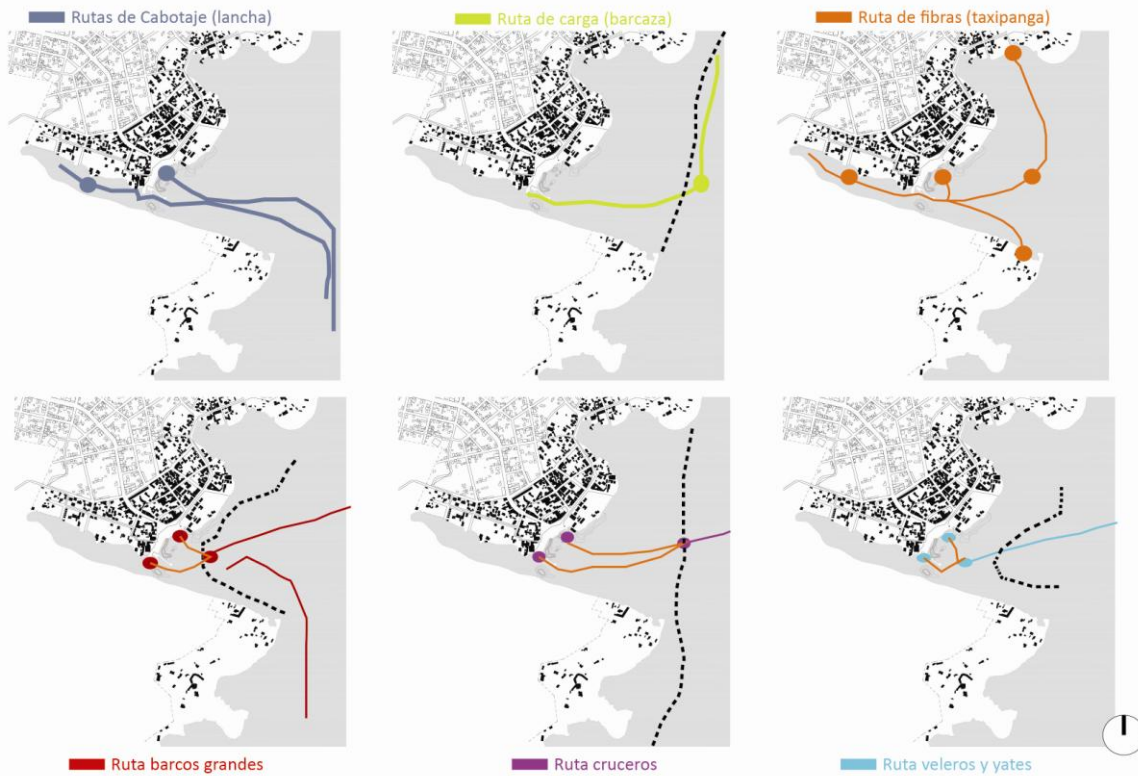 Rutas de Cabotaje (lancha)
Ruta de carga (barcaza)
Ruta de fibras (taxipanga)
Ruta barcos grandes
Ruta cruceros
Ruta veleros y yates